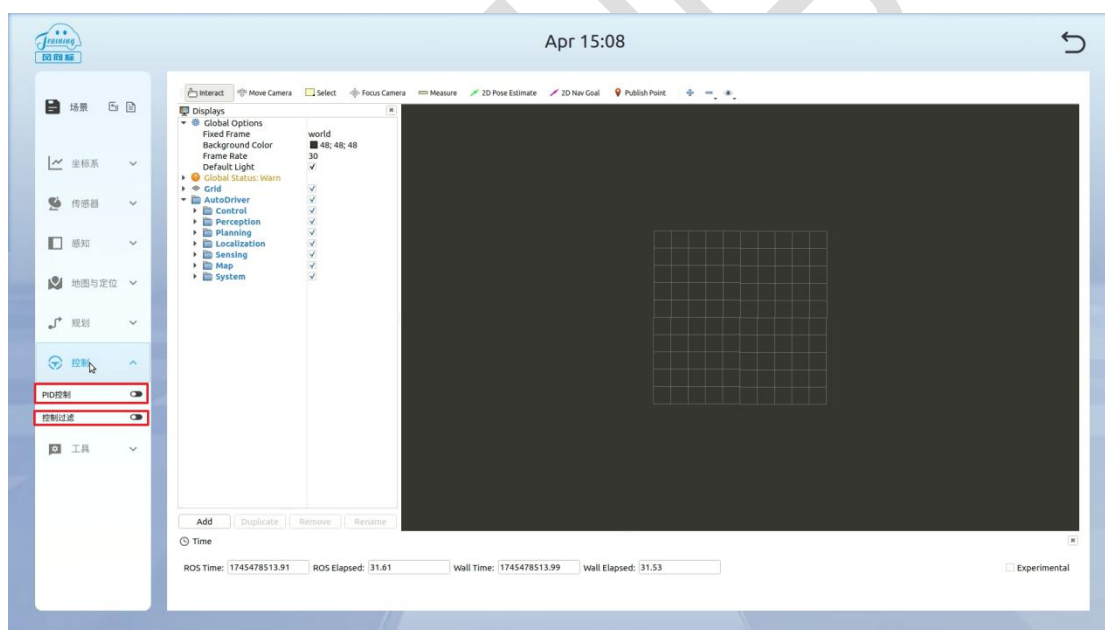 Training
Apr 15:08
场景
坐标系
传感器
感知
地图与定位
规划
控制
PID控制
控制过滤
工具
Interact Move Camera Select Focus Camera Measure 2D Pose Estimate 2D Nav Goal Publish Point
Displays
Global Options
Fixed Frame world
Background Color 48; 48; 48
Frame Rate 30
Default Light
Global Status: Warn
Grid
AutoDriver
Control
Perception
Planning
Localization
Sensing
Map
System
Add Duplicate Remove Rename
Time
ROS Time: 1745478513.91 ROS Elapsed: 31.61 Wall Time: 1745478513.99 Wall Elapsed: 31.53 Experimental